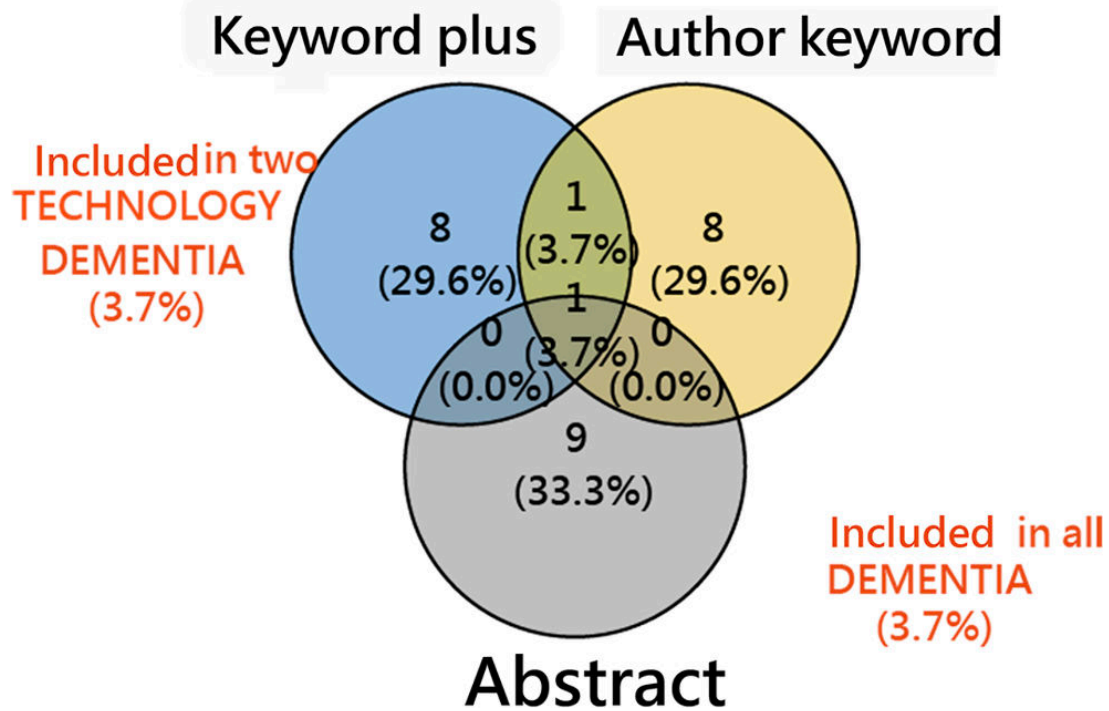 Keyword plus
Author keyword
Included in two
TECHNOLOGY
DEMENTIA
(3.7%)
8
(29.6%)
1
(3.7%)
8
(29.6%)
1
(3.7%)
0
(0.0%)
0
(0.0%)
9
(33.3%)
Included in all
DEMENTIA
(3.7%)
Abstract